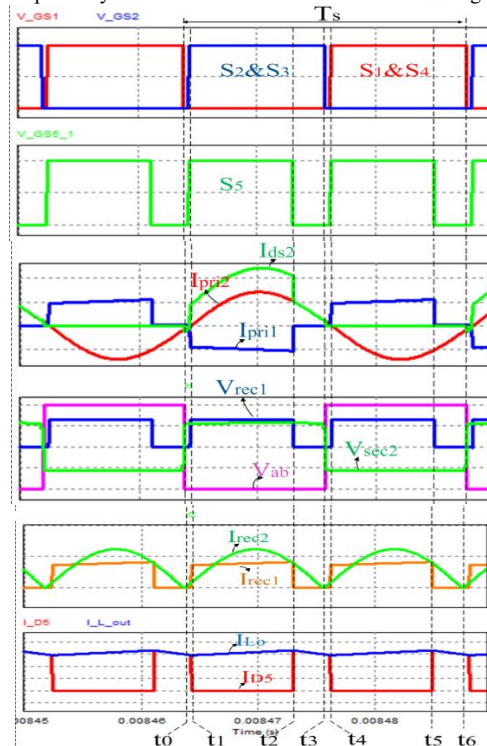 V_GS1 V_GS2
Ts
S2&S3 S1&S4
V_GS5_1
S5
Ids2
Ipri2
Ipri1
Vrec1
Vsec2
Vab
Irec2
Irec1
I_D5 I_L_out
ILo
ID5
.00845 0.00846 0.00847 0.00848
Time (s)
t0 t1 t2 t3 t4 t5 t6